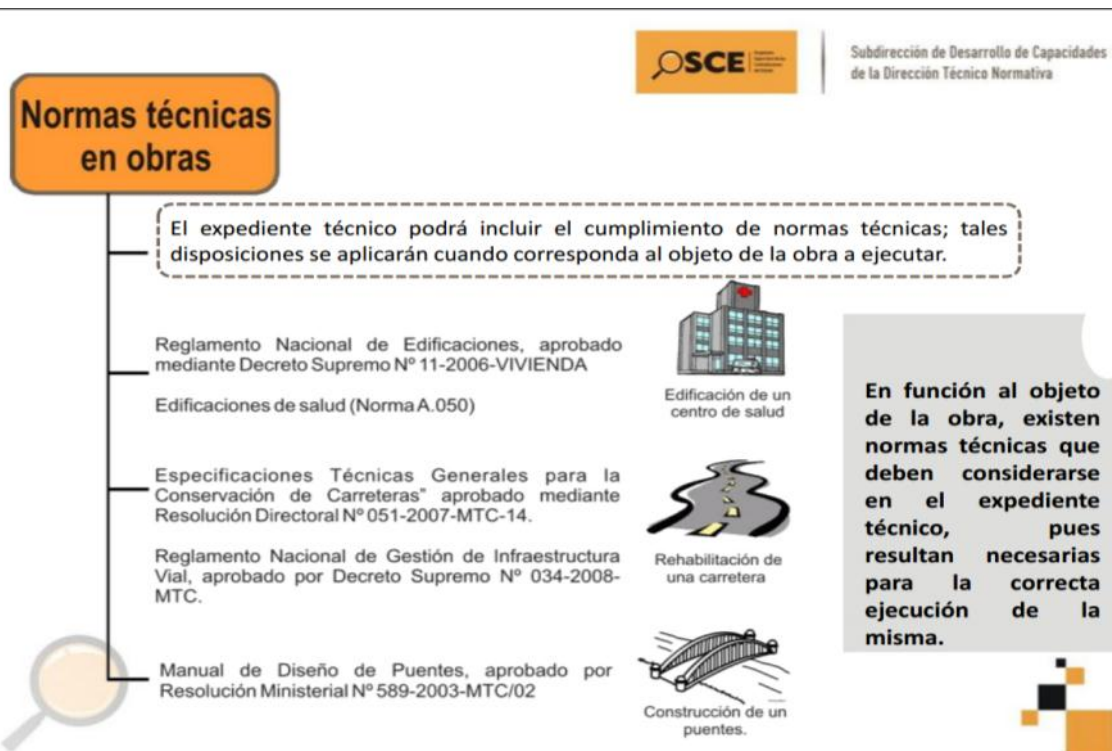 OSCE
Subdirección de Desarrollo de Capacidades
de la Dirección Técnico Normativa
Normas técnicas
en obras
El expediente técnico podrá incluir el cumplimiento de normas técnicas; tales
disposiciones se aplicarán cuando corresponda al objeto de la obra a ejecutar.
Reglamento Nacional de Edificaciones, aprobado
mediante Decreto Supremo Nº 11-2006-VIVIENDA
Edificaciones de salud (Norma A.050)
Edificación de un
centro de salud
Especificaciones Técnicas Generales para la
Conservación de Carreteras" aprobado mediante
Resolución Directoral Nº 051-2007-MTC-14.
Reglamento Nacional de Gestión de Infraestructura
Vial, aprobado por Decreto Supremo Nº 034-2008-
MTC.
Rehabilitación de
una carretera
Manual de Diseño de Puentes, aprobado por
Resolución Ministerial Nº 589-2003-MTC/02
Construcción de un
puentes.
En función al objeto
de la obra, existen
normas técnicas que
deben considerarse
en el expediente
técnico, pues
resultan necesarias
para la correcta
ejecución de la
misma.